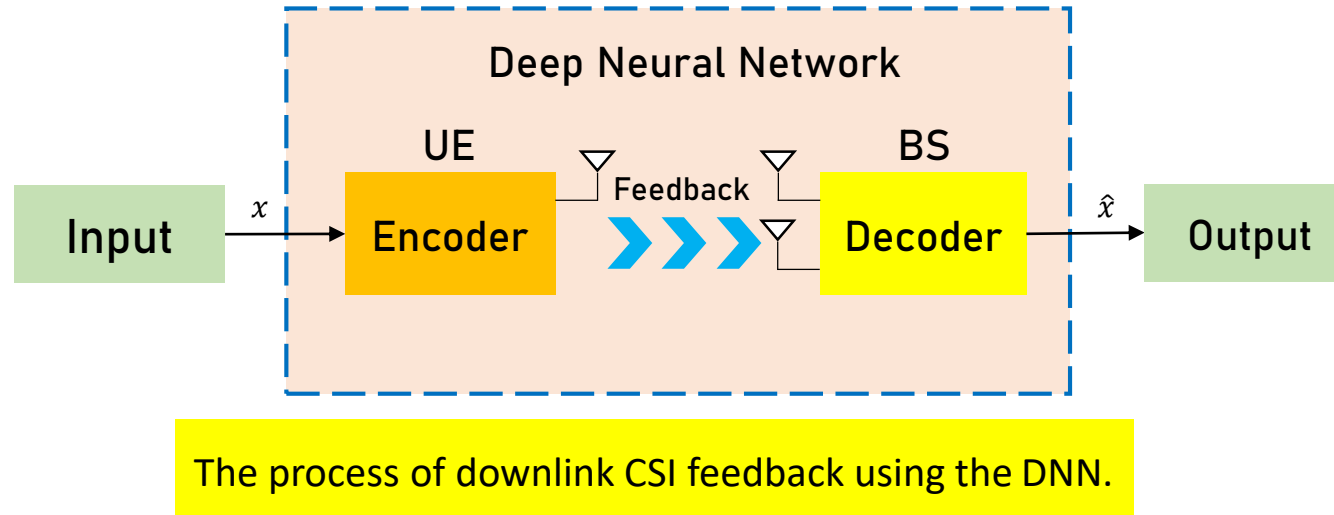 Deep Neural Network
UE
BS
Feedback
Input
x
Encoder
Decoder
x̂
Output
The process of downlink CSI feedback using the DNN.